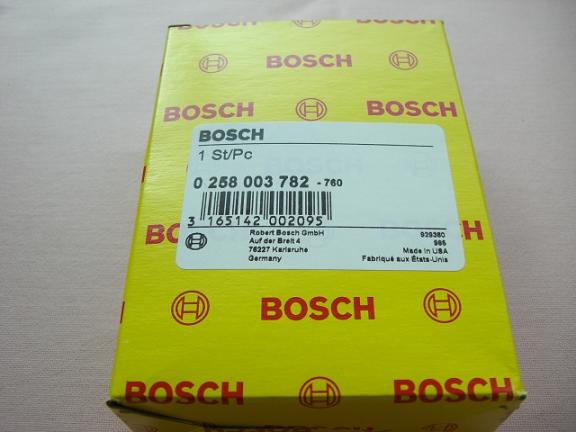 BOSCH
BOSCH BOSCH
BOSCH
1 St/Pc
0 258 003 782 - 760
3 165142 002095
Robert Bosch GmbH
Auf der Breit 4
76227 Karlsruhe
Germany
929360
985
Made in USA
Fabriqué aux États-Unis
BOSCH BOSCH
BOSCH BOSCH